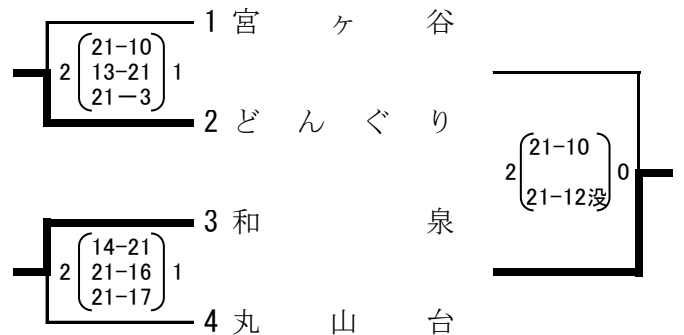 1 宮ヶ谷
2 (21-10 13-21 21-3) 1
2 どんぐり
2 (21-10 21-12没) 0
3 和泉
2 (14-21 21-16 21-17) 1
4 丸山台